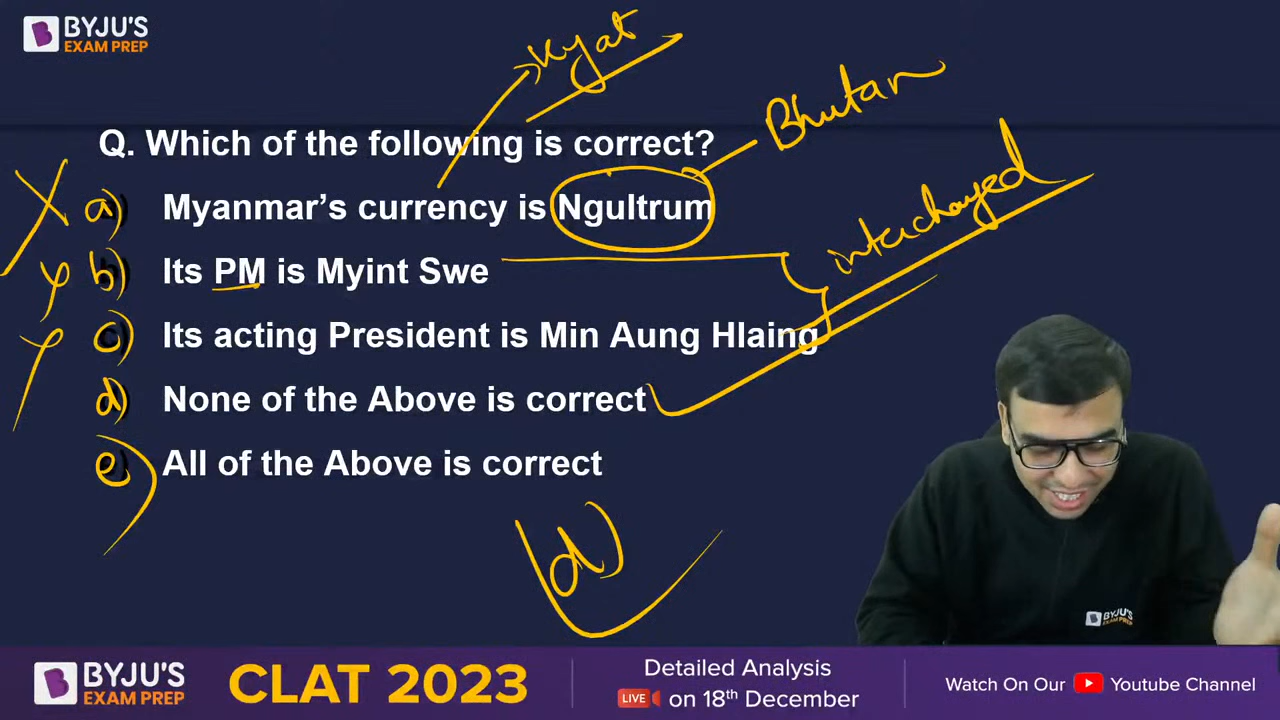 BYJU'S
EXAM PREP
Kyat
Bhutan
Q. Which of the following is correct?
a) Myanmar's currency is Ngultrum
interchanged
b) Its PM is Myint Swe
c) Its acting President is Min Aung Hlaing
d) None of the Above is correct
e) All of the Above is correct
d)
BYJU'S
EXAM PREP
BYJU'S
EXAM PREP
CLAT 2023
Detailed Analysis
LIVE on 18th December
Watch On Our Youtube Channel